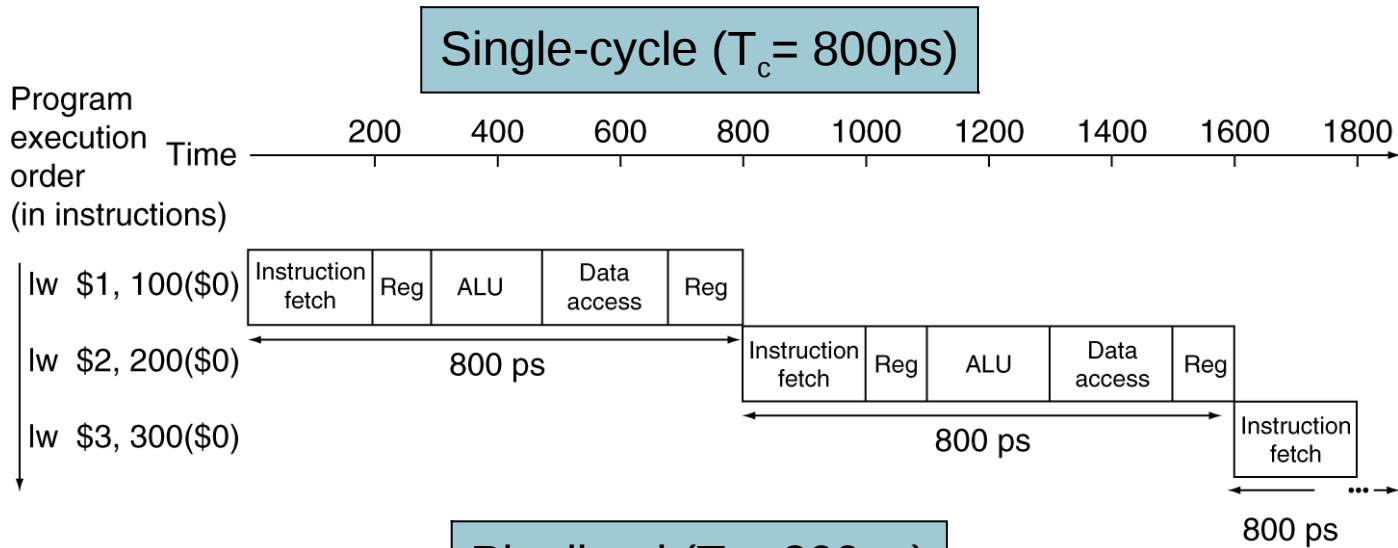 Single-cycle (Tc= 800ps)
Program
execution
order
(in instructions)
Time
200 400 600 800 1000 1200 1400 1600 1800
lw $1, 100($0)
Instruction
fetch
Reg
ALU
Data
access
Reg
800 ps
lw $2, 200($0)
Instruction
fetch
Reg
ALU
Data
access
Reg
800 ps
lw $3, 300($0)
Instruction
fetch
...
800 ps